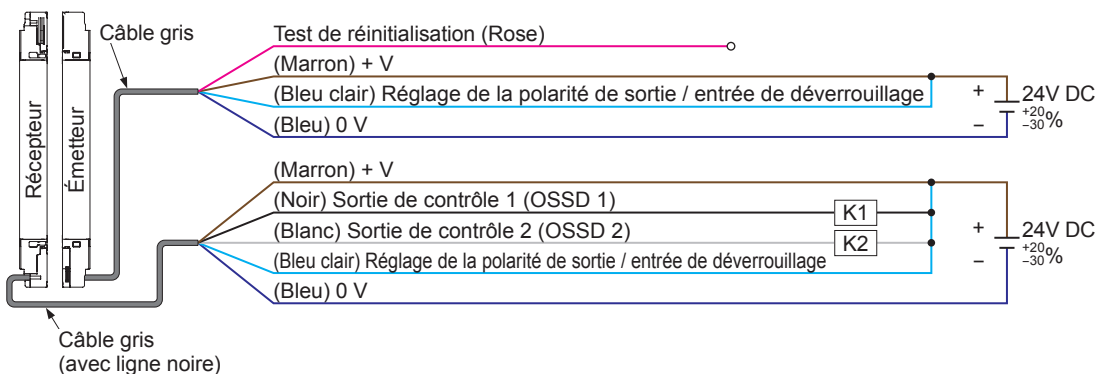 Câble gris
Test de réinitialisation (Rose)
(Marron) + V
(Bleu clair) Réglage de la polarité de sortie / entrée de déverrouillage
(Bleu) 0 V
+
−
24V DC
+20
−30%
Récepteur
Émetteur
(Marron) + V
(Noir) Sortie de contrôle 1 (OSSD 1)
K1
(Blanc) Sortie de contrôle 2 (OSSD 2)
K2
(Bleu clair) Réglage de la polarité de sortie / entrée de déverrouillage
(Bleu) 0 V
+
−
24V DC
+20
−30%
Câble gris
(avec ligne noire)